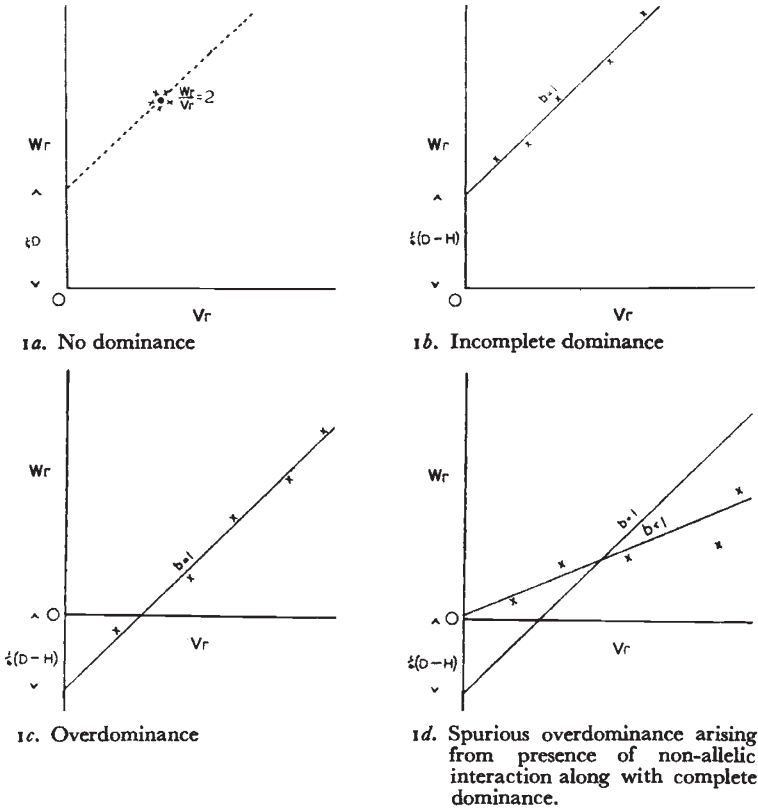 Wr
Wr/Vr=2
¼D
O
Vr
1a. No dominance
Wr
b=1
¼(D-H)
O
Vr
1b. Incomplete dominance
Wr
b=1
O
Vr
¼(D-H)
1c. Overdominance
Wr
b=1
b<1
O
Vr
¼(D-H)
1d. Spurious overdominance arising
from presence of non-allelic
interaction along with complete
dominance.